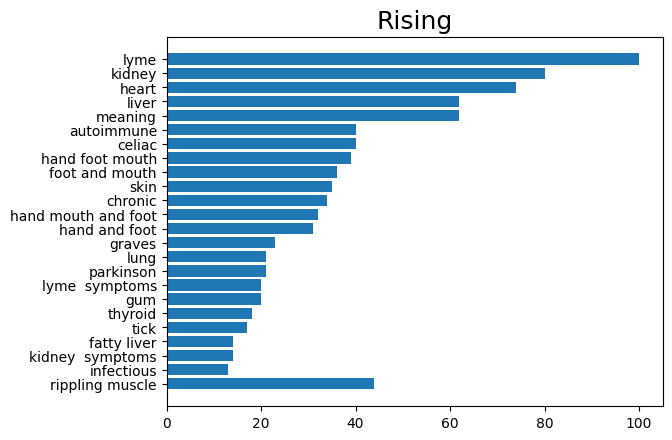 Rising
lyme
kidney
heart
liver
meaning
autoimmune
celiac
hand foot mouth
foot and mouth
skin
chronic
hand mouth and foot
hand and foot
graves
lung
parkinson
lyme  symptoms
gum
thyroid
tick
fatty liver
kidney  symptoms
infectious
rippling muscle
0 20 40 60 80 100